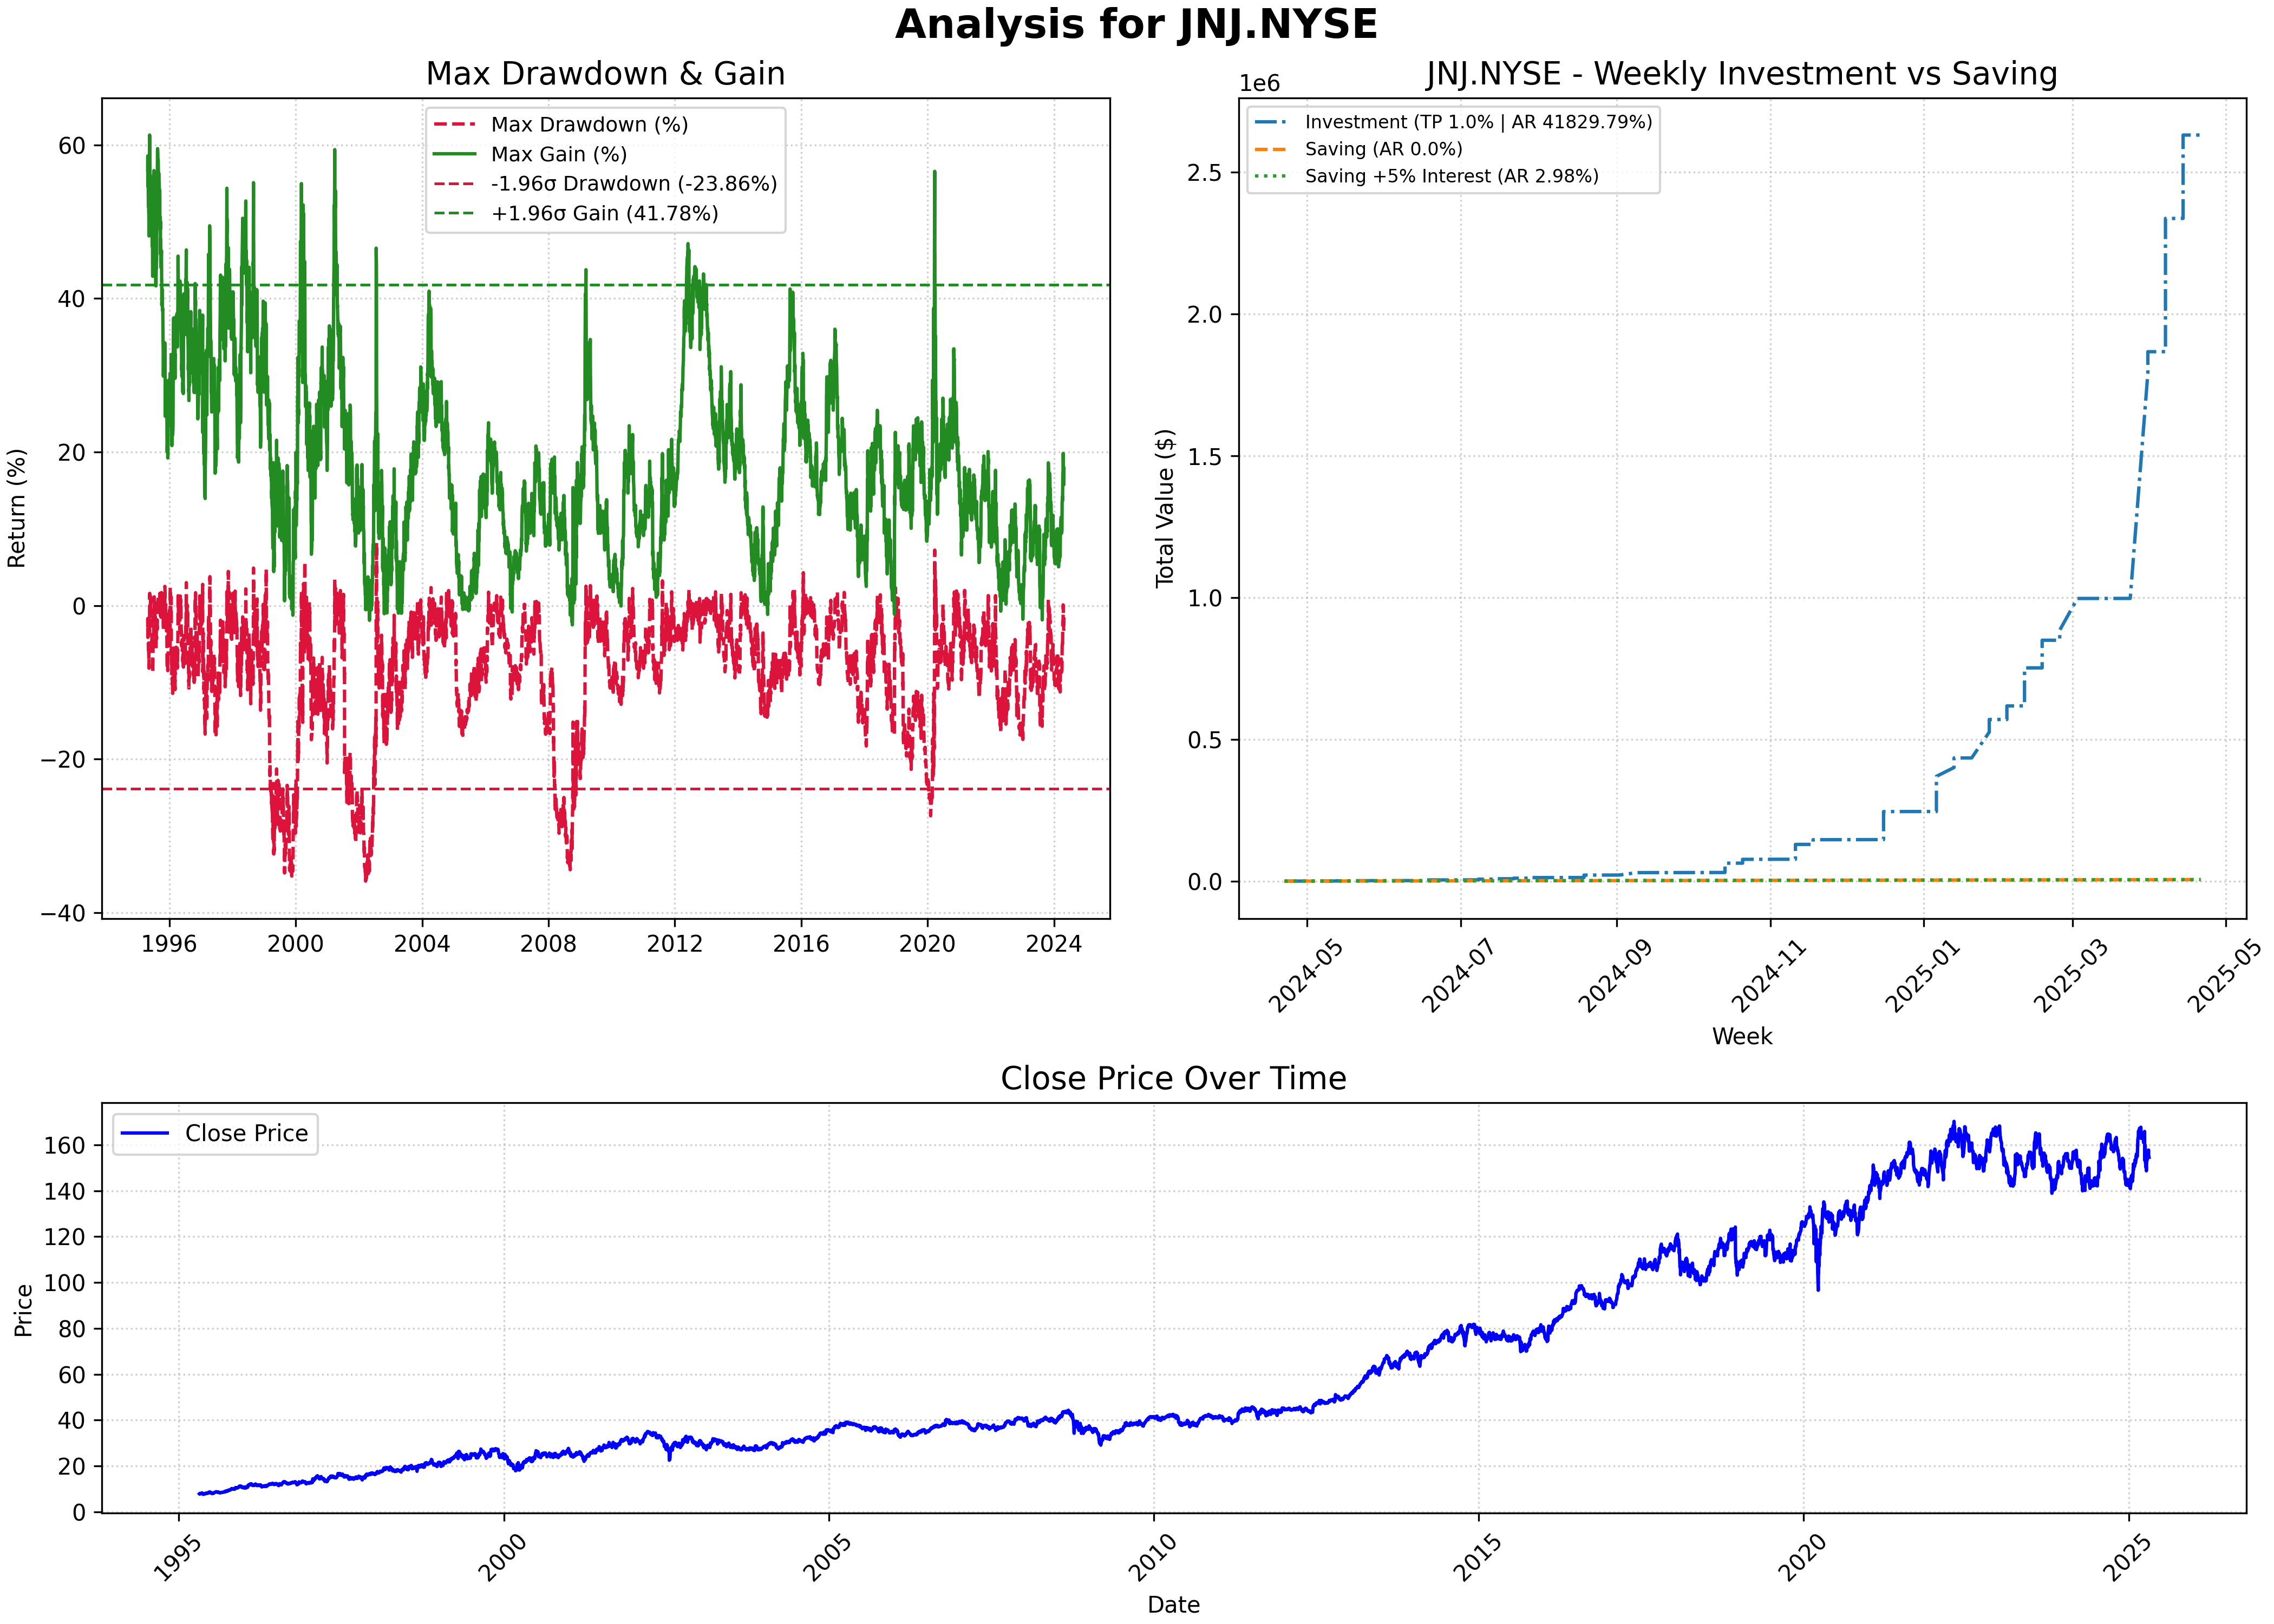 Analysis for JNJ.NYSE
Max Drawdown & Gain
Max Drawdown (%)
Max Gain (%)
-1.96σ Drawdown (-23.86%)
+1.96σ Gain (41.78%)
Return (%)
60
40
20
0
−20
−40
1996
2000
2004
2008
2012
2016
2020
2024
JNJ.NYSE - Weekly Investment vs Saving
1e6
Investment (TP 1.0% | AR 41829.79%)
Saving (AR 0.0%)
Saving +5% Interest (AR 2.98%)
Total Value ($)
2.5
2.0
1.5
1.0
0.5
0.0
2024-05
2024-07
2024-09
2024-11
2025-01
2025-03
2025-05
Week
Close Price Over Time
Close Price
Price
160
140
120
100
80
60
40
20
0
1995
2000
2005
2010
2015
2020
2025
Date